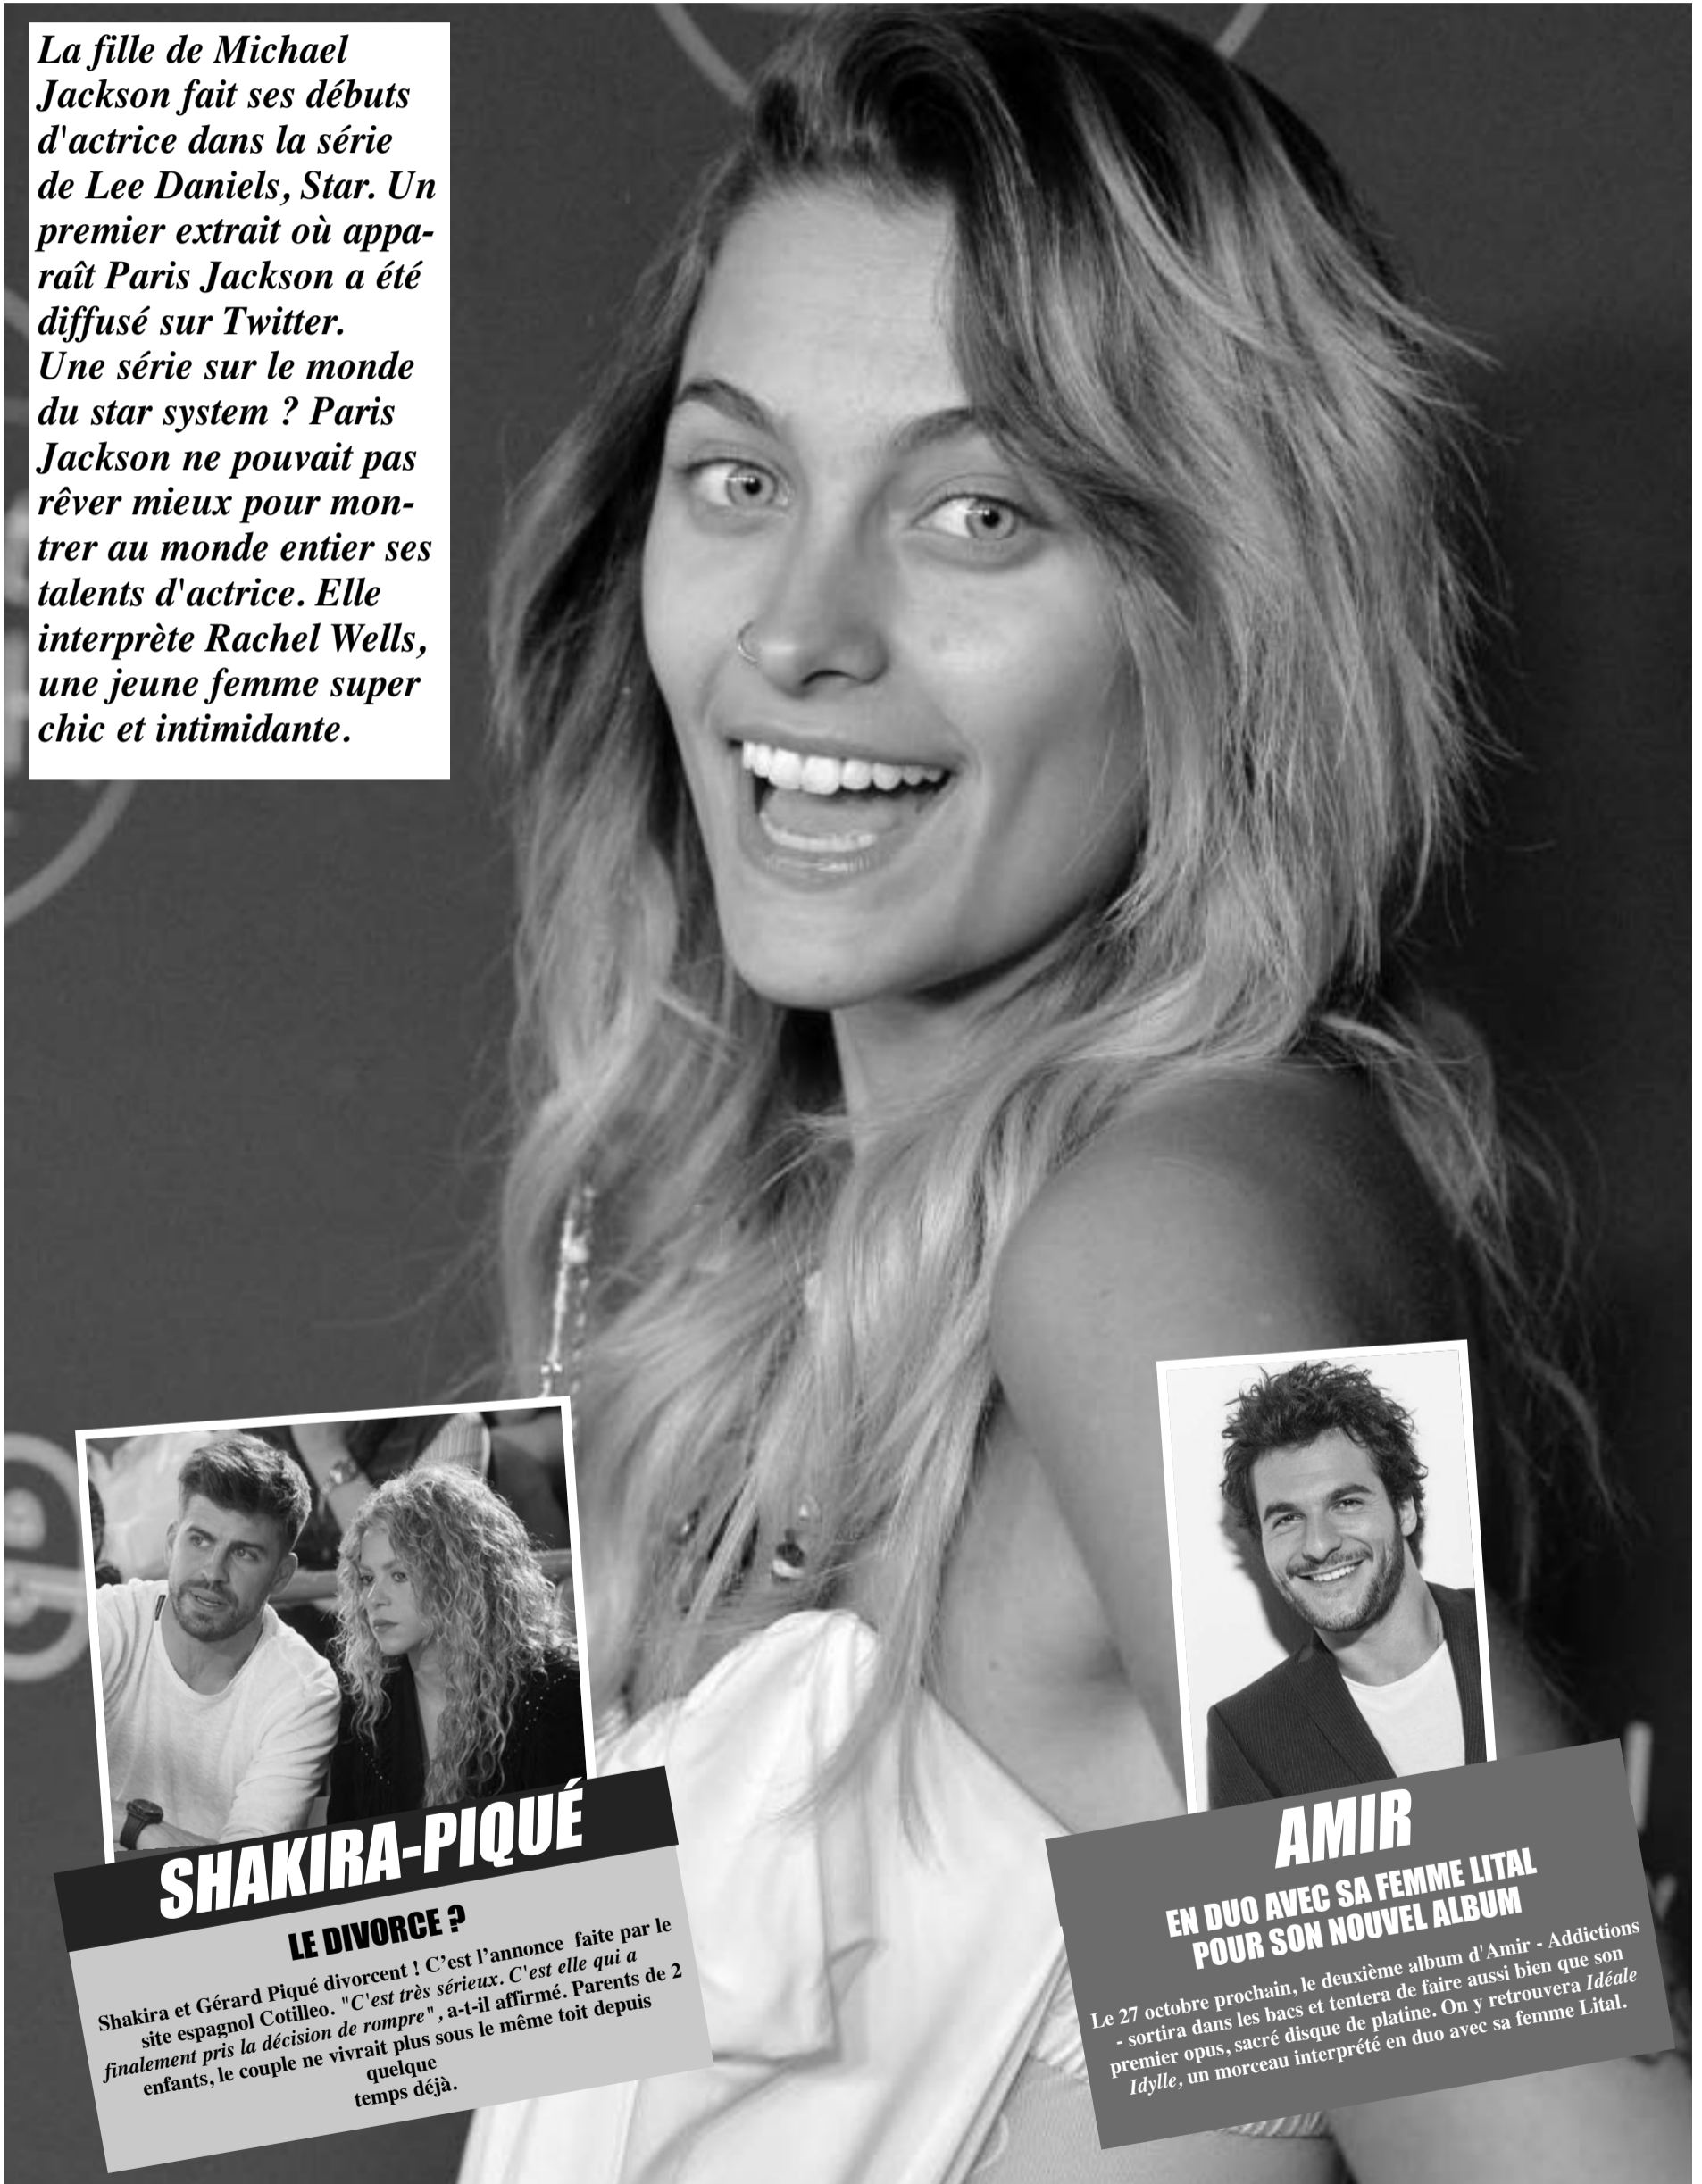 La fille de Michael
Jackson fait ses débuts
d'actrice dans la série
de Lee Daniels, Star. Un
premier extrait où appa-
raît Paris Jackson a été
diffusé sur Twitter.
Une série sur le monde
du star system ? Paris
Jackson ne pouvait pas
rêver mieux pour mon-
trer au monde entier ses
talents d'actrice. Elle
interprète Rachel Wells,
une jeune femme super
chic et intimidante.
SHAKIRA-PIQUÉ
LE DIVORCE ?
Shakira et Gérard Piqué divorcent ! C’est l’annonce faite par le
site espagnol Cotilleo. "C'est très sérieux. C'est elle qui a
finalement pris la décision de rompre", a-t-il affirmé. Parents de 2
enfants, le couple ne vivrait plus sous le même toit depuis
quelque
temps déjà.
AMIR
EN DUO AVEC SA FEMME LITAL
POUR SON NOUVEL ALBUM
Le 27 octobre prochain, le deuxième album d'Amir - Addictions
- sortira dans les bacs et tentera de faire aussi bien que son
premier opus, sacré disque de platine. On y retrouvera Idéale
Idylle, un morceau interprété en duo avec sa femme Lital.